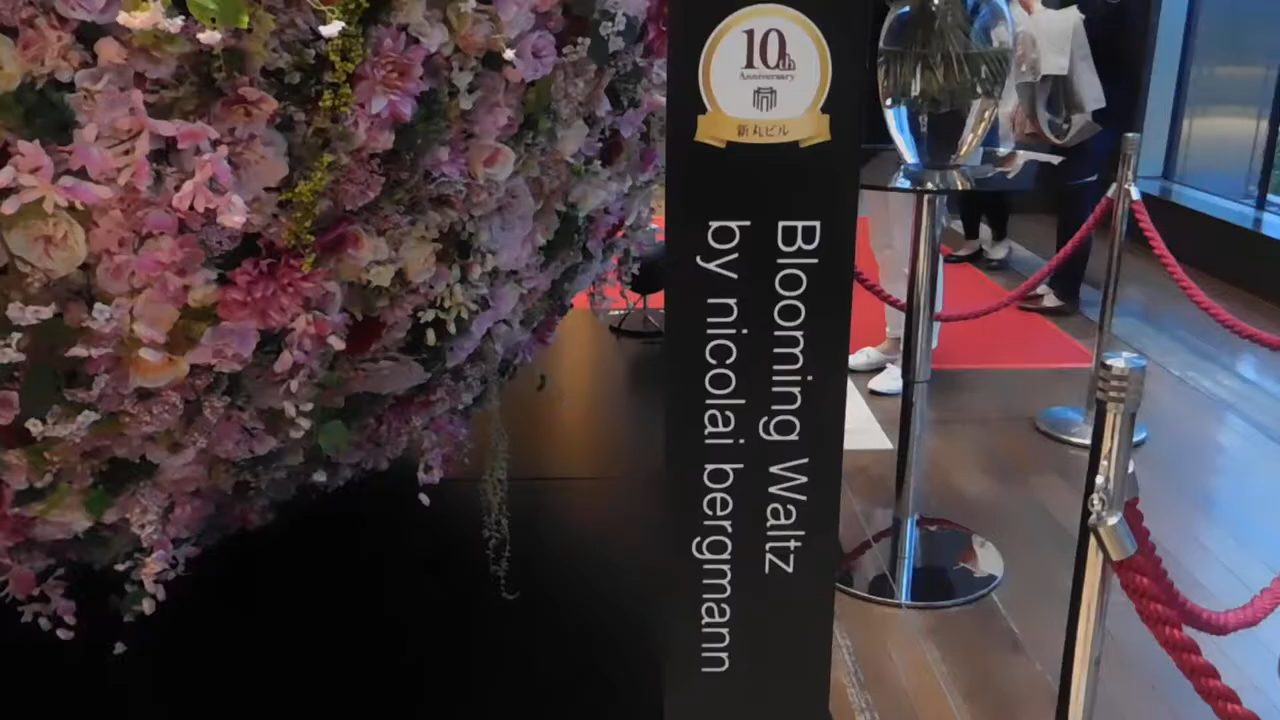 10th
Anniversary
新丸ビル
Blooming Waltz
by nicolai bergmann